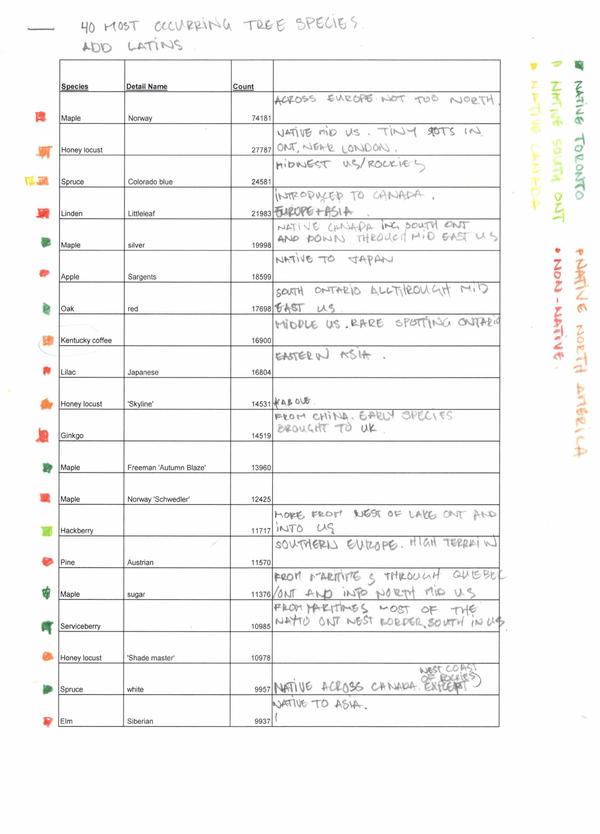 40 MOST OCCURRING TREE SPECIES.
ADD LATINS
Species Detail Name Count
ACROSS EUROPE NOT TOO NORTH.
Maple Norway 74181
NATIVE MID US. TINY SPOTS IN
Honey locust 27787 ONT, NEAR LONDON.
MIDWEST US/ROCKIES
Spruce Colorado blue 24581
INTRODUCED TO CANADA.
Linden Littleleaf 21983 EUROPE + ASIA.
NATIVE CANADA ING SOUTH ONT
Maple silver 19998 AND DOWN THROUGH MID EAST US
NATIVE TO JAPAN
Apple Sargents 18599
SOUTH ONTARIO ALLTHROUGH MID
Oak red 17698 EAST US
MIDDLE US. RARE SPOTTING ONTARIO
Kentucky coffee 16900
EASTERN ASIA.
Lilac Japanese 16804
Honey locust 'Skyline' 14531 ABOVE
FROM CHINA. EARLY SPECIES
Ginkgo 14519 BROUGHT TO UK.
Maple Freeman 'Autumn Blaze' 13960
Maple Norway 'Schwedler' 12425
MORE FROM WEST OF LAKE ONT AND
Hackberry 11717 INTO US
SOUTHERN EUROPE. HIGH TERRAIN
Pine Austrian 11570
FROM MARITIMES THROUGH QUEBEC
Maple sugar 11376 /ONT AND INTO NORTH MID US
FROM MARITIMES MOST OF THE
Serviceberry 10985 ONT WEST BORDER, SOUTH IN US
Honey locust 'Shade master' 10978
WEST COAST
OF ROCKIES)
Spruce white 9957 NATIVE ACROSS CANADA. EXCEPT
NATIVE TO ASIA.
Elm Siberian 9937
NATIVE TORONTO
NATIVE SOUTH ONT
NATIVE CANADA
NATIVE NORTH AMERICA
NON-NATIVE.